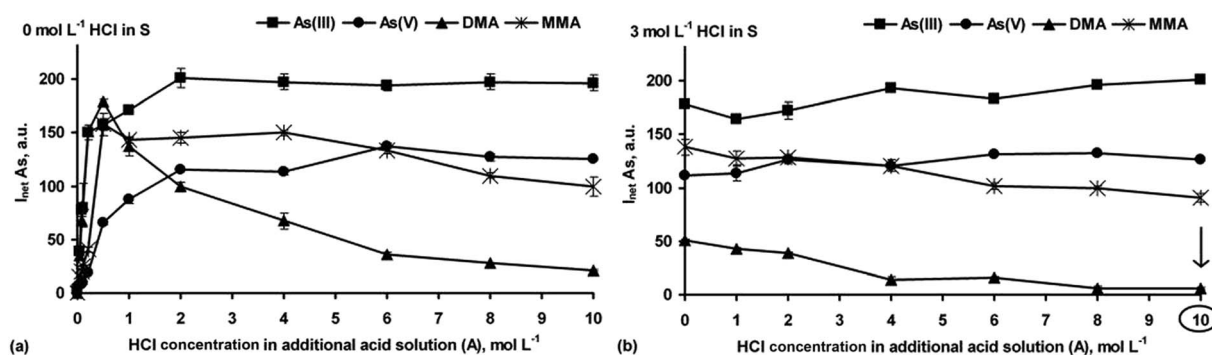 As(III) As(V) DMA MMA
0 mol L⁻¹ HCl in S
200
150
100
50
0
I_net As, a.u.
0 1 2 3 4 5 6 7 8 9 10
(a) HCl concentration in additional acid solution (A), mol L⁻¹
As(III) As(V) DMA MMA
3 mol L⁻¹ HCl in S
200
150
100
50
0
I_net As, a.u.
0 1 2 3 4 5 6 7 8 9 10
(b) HCl concentration in additional acid solution (A), mol L⁻¹